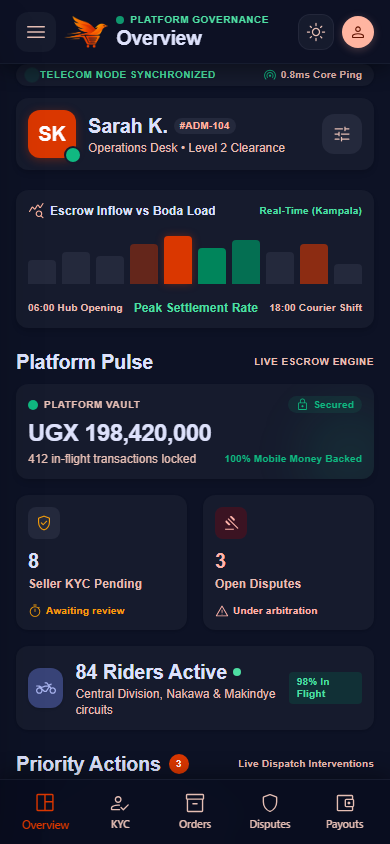 PLATFORM GOVERNANCE
Overview
TELECOM NODE SYNCHRONIZED
0.8ms Core Ping
SK
Sarah K. #ADM-104
Operations Desk • Level 2 Clearance
Escrow Inflow vs Boda Load
Real-Time (Kampala)
06:00 Hub Opening
Peak Settlement Rate
18:00 Courier Shift
Platform Pulse
LIVE ESCROW ENGINE
PLATFORM VAULT
Secured
UGX 198,420,000
412 in-flight transactions locked
100% Mobile Money Backed
8
Seller KYC Pending
Awaiting review
3
Open Disputes
Under arbitration
84 Riders Active
Central Division, Nakawa & Makindye
circuits
98% In
Flight
Priority Actions 3
Live Dispatch Interventions
Overview
KYC
Orders
Disputes
Payouts